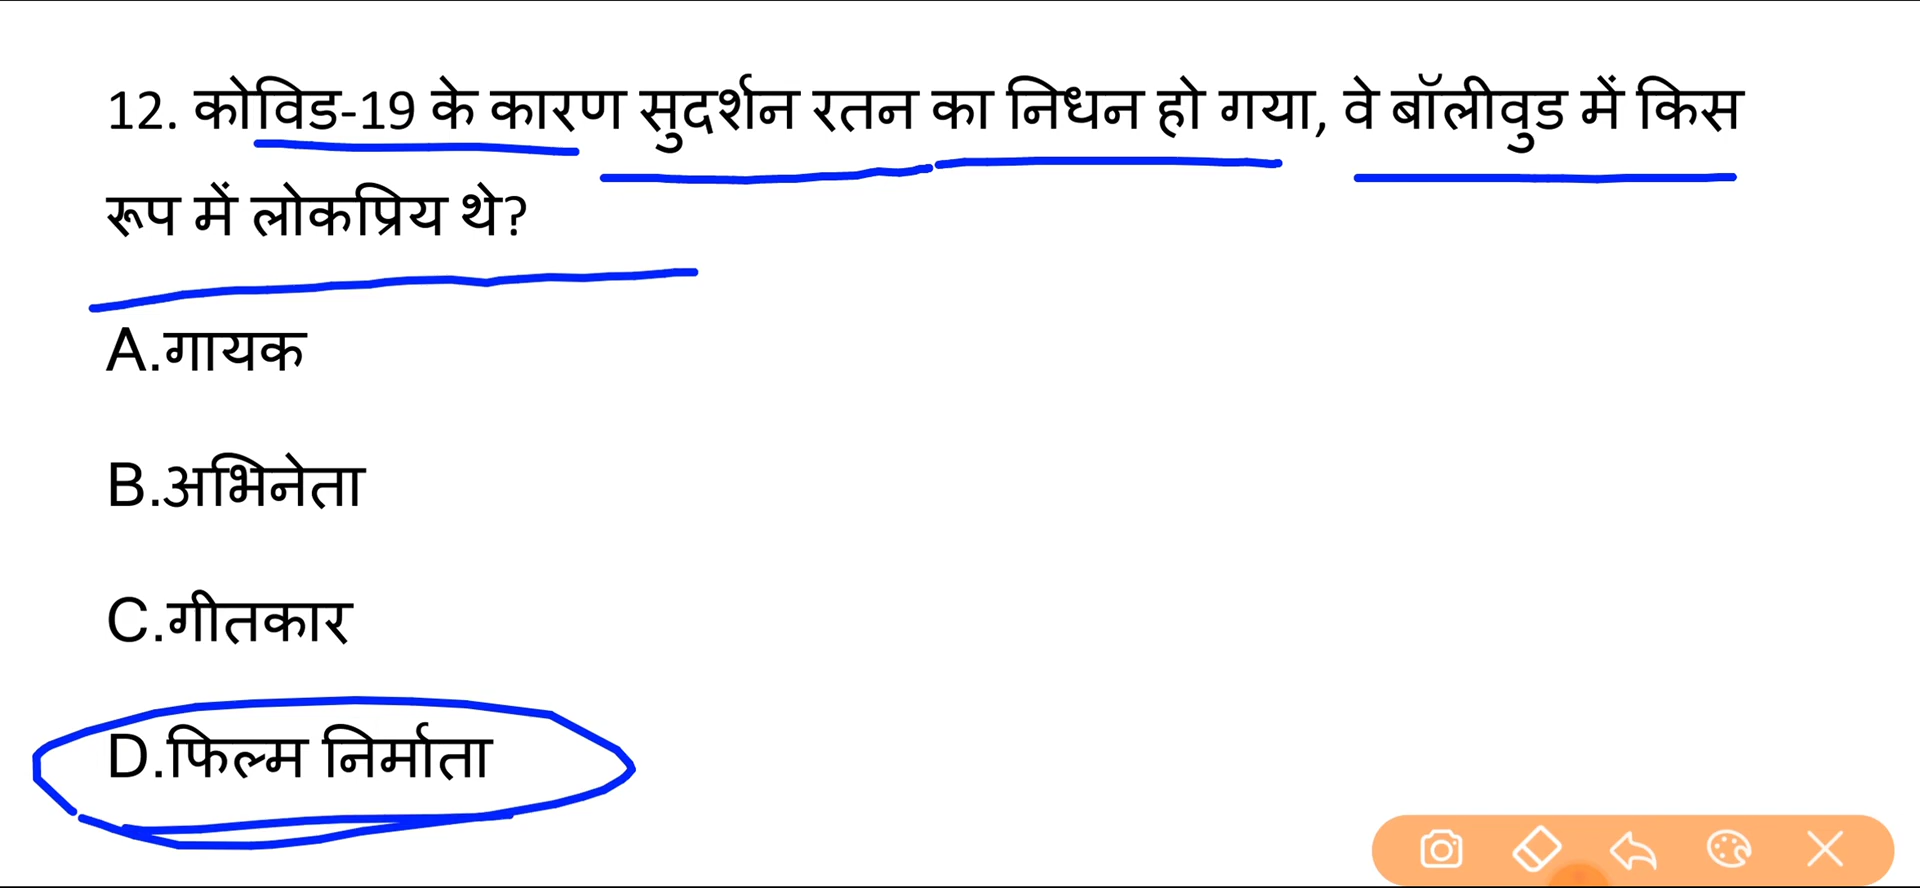 12. कोविड-19 के कारण सुदर्शन रतन का निधन हो गया, वे बॉलीवुड में किस
रूप में लोकप्रिय थे?
A.गायक
B.अभिनेता
C.गीतकार
D.फिल्म निर्माता